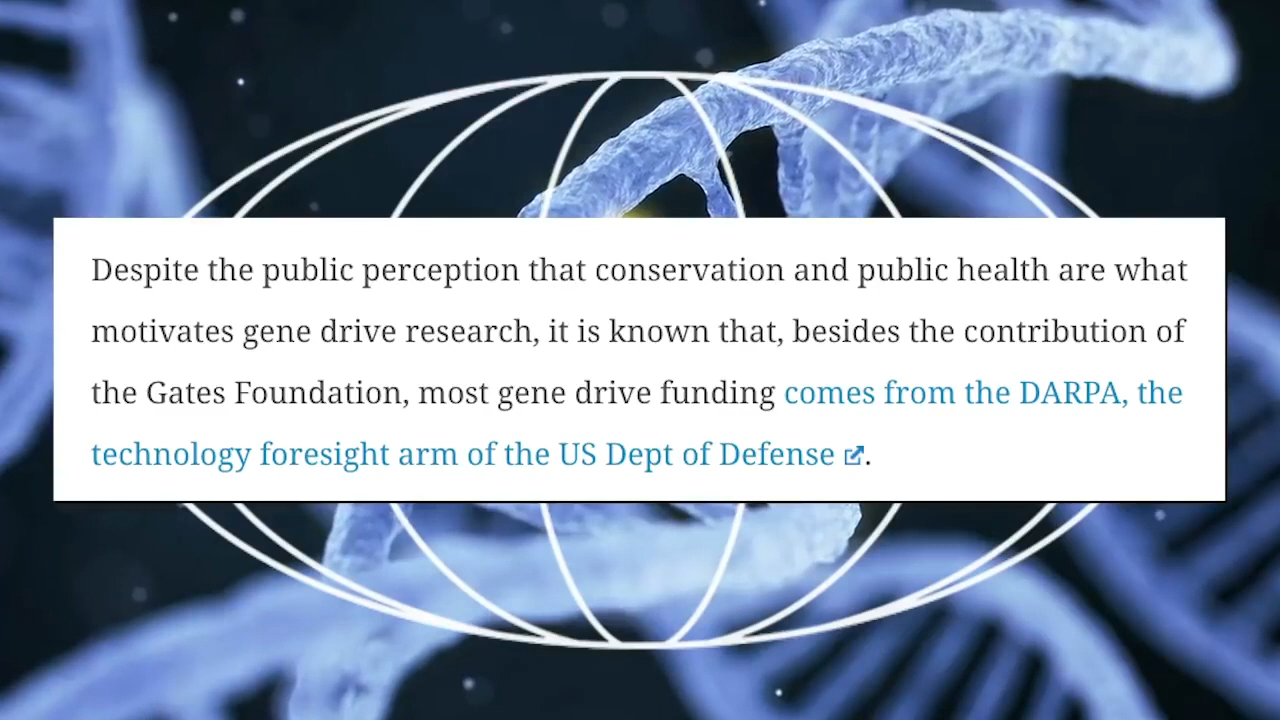 Despite the public perception that conservation and public health are what
motivates gene drive research, it is known that, besides the contribution of
the Gates Foundation, most gene drive funding comes from the DARPA, the
technology foresight arm of the US Dept of Defense.